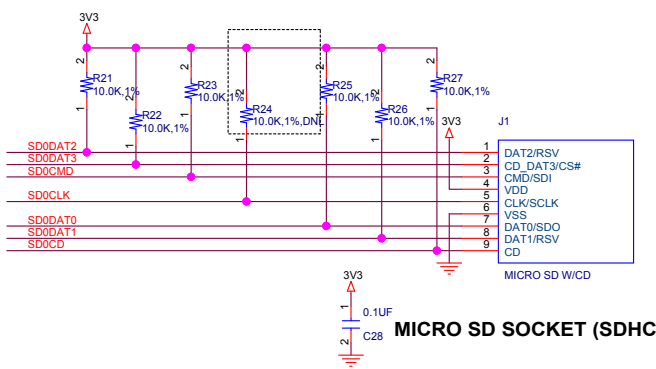 3V3
2
2
2
2
2
2
2
R21
10.0K,1%
R22
10.0K,1%
R23
10.0K,1%
R24
10.0K,1%,DNL
R25
10.0K,1%
R26
10.0K,1%
R27
10.0K,1%
1
1
1
1
1
1
1
3V3
J1
SD0DAT2
SD0DAT3
SD0CMD
SD0CLK
SD0DAT0
SD0DAT1
SD0CD
1 DAT2/RSV
2 CD_DAT3/CS#
3 CMD/SDI
4 VDD
5 CLK/SCLK
6 VSS
7 DAT0/SDO
8 DAT1/RSV
9 CD
MICRO SD W/CD
3V3
1
0.1UF
C28
2
MICRO SD SOCKET (SDHC